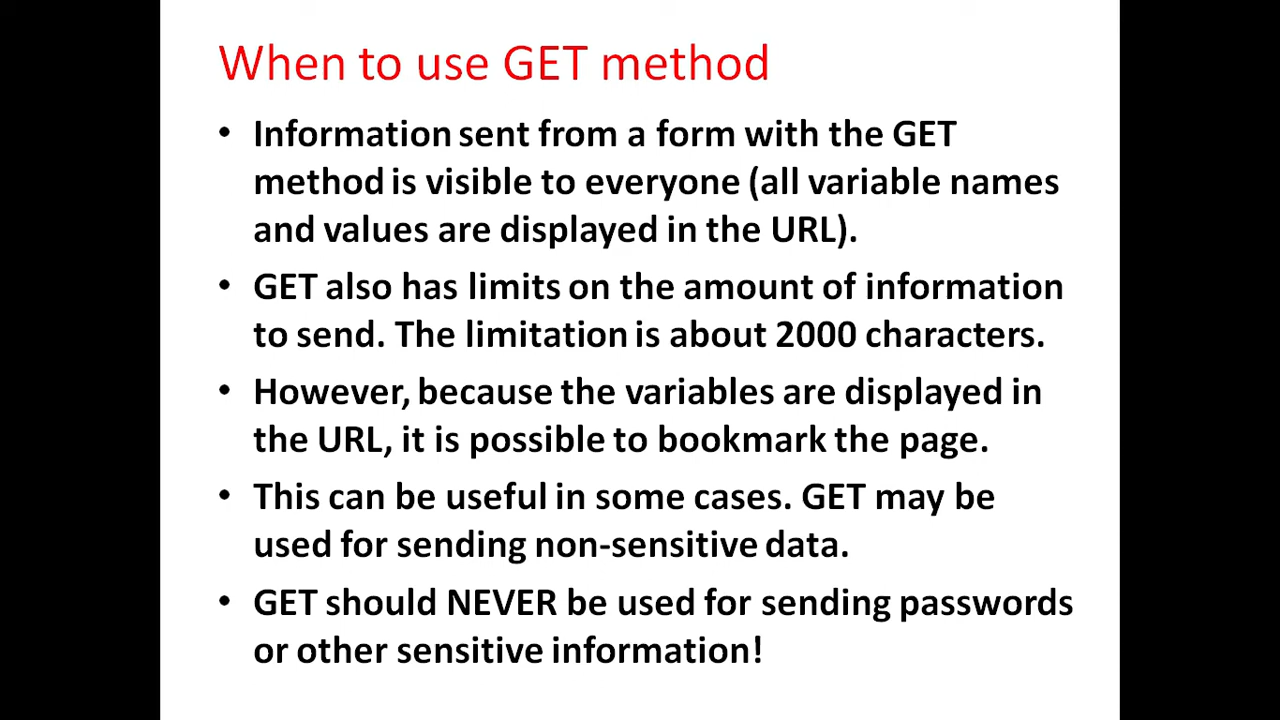 When to use GET method
• Information sent from a form with the GET
method is visible to everyone (all variable names
and values are displayed in the URL).
• GET also has limits on the amount of information
to send. The limitation is about 2000 characters.
• However, because the variables are displayed in
the URL, it is possible to bookmark the page.
• This can be useful in some cases. GET may be
used for sending non-sensitive data.
• GET should NEVER be used for sending passwords
or other sensitive information!